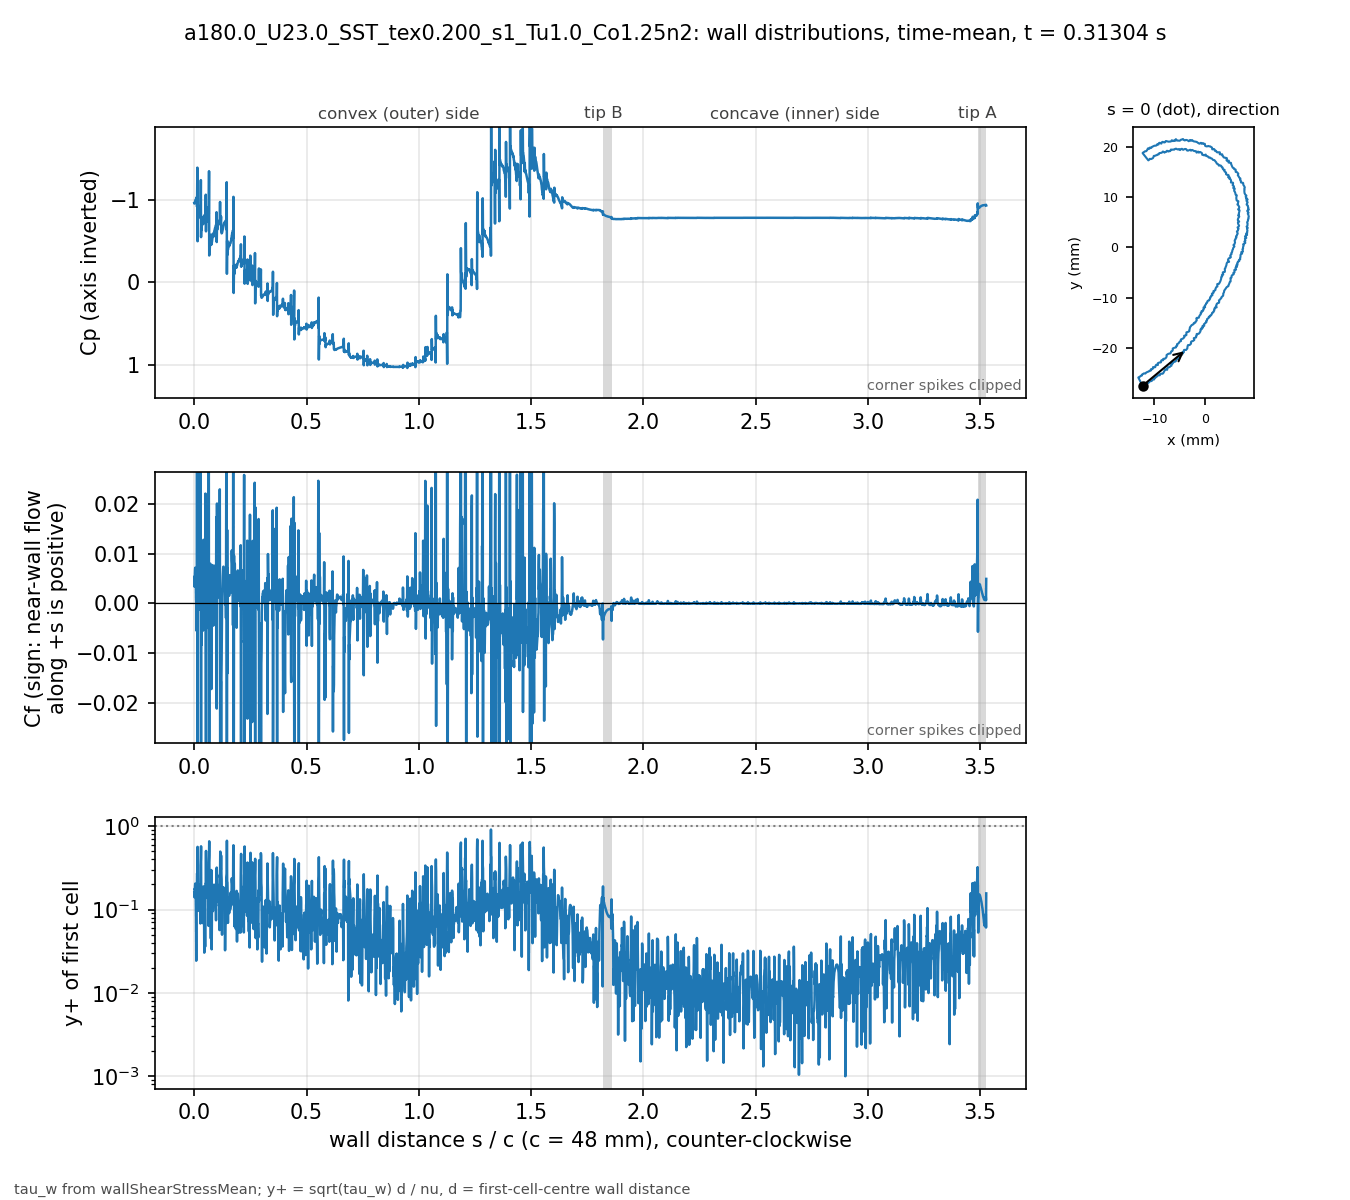 a180.0_U23.0_SST_tex0.200_s1_Tu1.0_Co1.25n2: wall distributions, time-mean, t = 0.31304 s
convex (outer) side
tip B
concave (inner) side
tip A
s = 0 (dot), direction
Cp (axis inverted)
−1
0
1
corner spikes clipped
0.0 0.5 1.0 1.5 2.0 2.5 3.0 3.5
y (mm)
20
10
0
−10
−20
−10 0
x (mm)
Cf (sign: near-wall flow
along +s is positive)
0.02
0.01
0.00
−0.01
−0.02
corner spikes clipped
0.0 0.5 1.0 1.5 2.0 2.5 3.0 3.5
y+ of first cell
10⁰
10⁻¹
10⁻²
10⁻³
0.0 0.5 1.0 1.5 2.0 2.5 3.0 3.5
wall distance s / c (c = 48 mm), counter-clockwise
tau_w from wallShearStressMean; y+ = sqrt(tau_w) d / nu, d = first-cell-centre wall distance